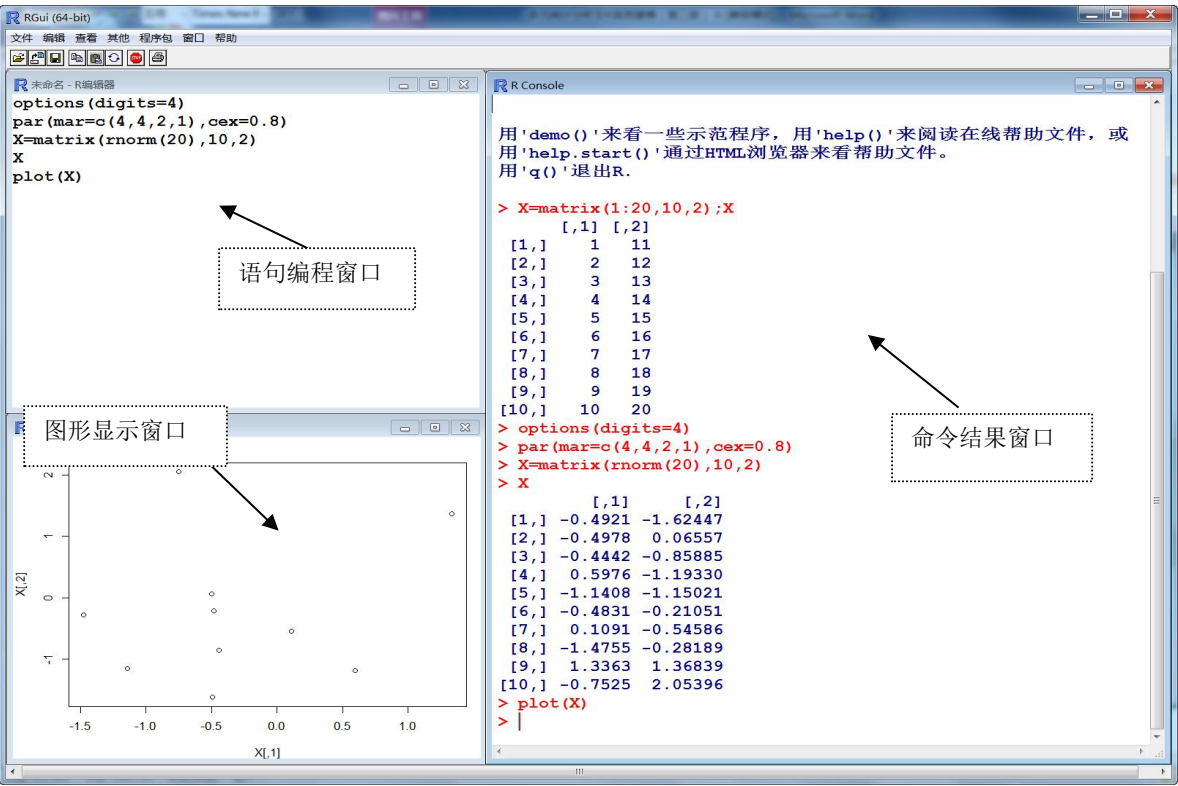 RGui (64-bit)
文件 编辑 查看 其他 程序包 窗口 帮助
未命名 - R编辑器
options(digits=4)
par(mar=c(4,4,2,1),cex=0.8)
X=matrix(rnorm(20),10,2)
X
plot(X)
语句编程窗口
图形显示窗口
2
1
0
-1
X[,2]
-1.5 -1.0 -0.5 0.0 0.5 1.0
X[,1]
R Console
用'demo()'来看一些示范程序，用'help()'来阅读在线帮助文件，或
用'help.start()'通过HTML浏览器来看帮助文件。
用'q()'退出R.
> X=matrix(1:20,10,2);X
[,1] [,2]
[1,] 1 11
[2,] 2 12
[3,] 3 13
[4,] 4 14
[5,] 5 15
[6,] 6 16
[7,] 7 17
[8,] 8 18
[9,] 9 19
[10,] 10 20
> options(digits=4)
> par(mar=c(4,4,2,1),cex=0.8)
> X=matrix(rnorm(20),10,2)
> X
[,1] [,2]
[1,] -0.4921 -1.62447
[2,] -0.4978 0.06557
[3,] -0.4442 -0.85885
[4,] 0.5976 -1.19330
[5,] -1.1408 -1.15021
[6,] -0.4831 -0.21051
[7,] 0.1091 -0.54586
[8,] -1.4755 -0.28189
[9,] 1.3363 1.36839
[10,] -0.7525 2.05396
> plot(X)
>
命令结果窗口